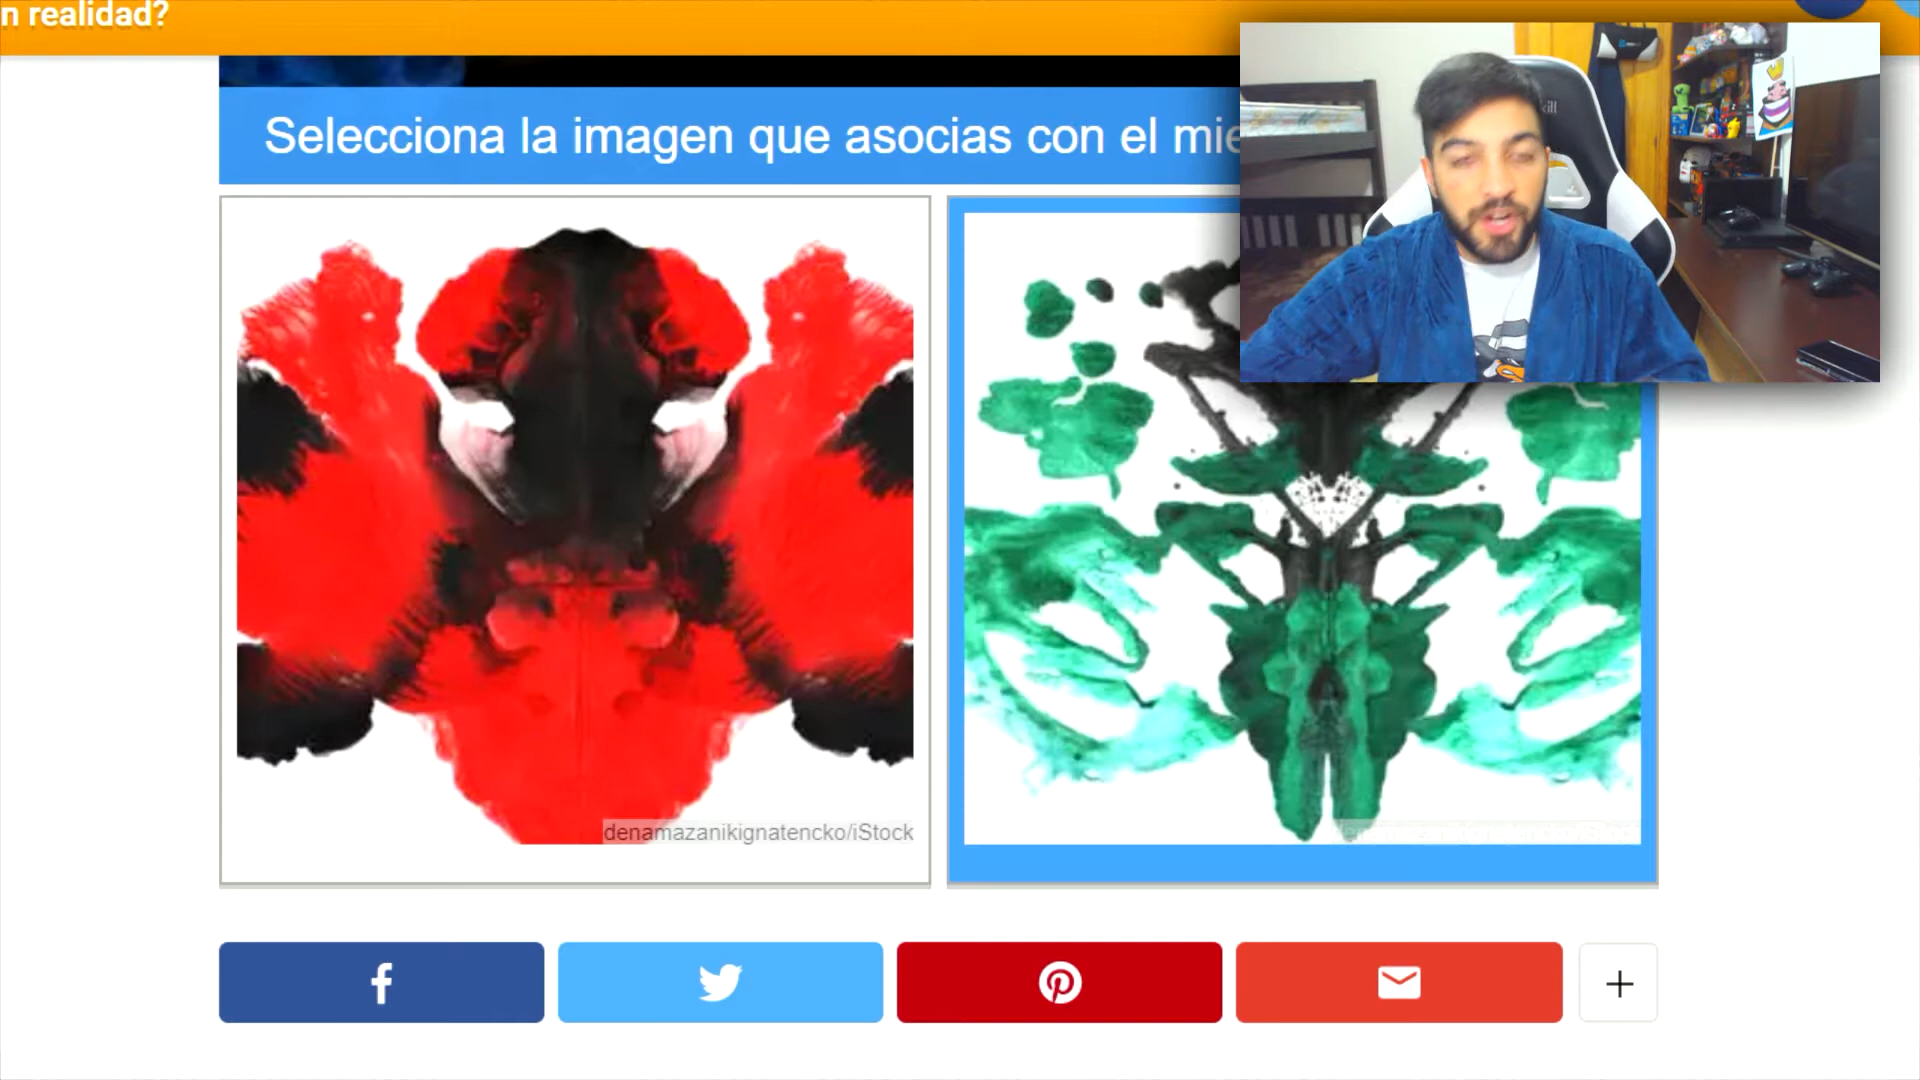 n realidad?
Selecciona la imagen que asocias con el mie
denamazanikignatencko/iStock